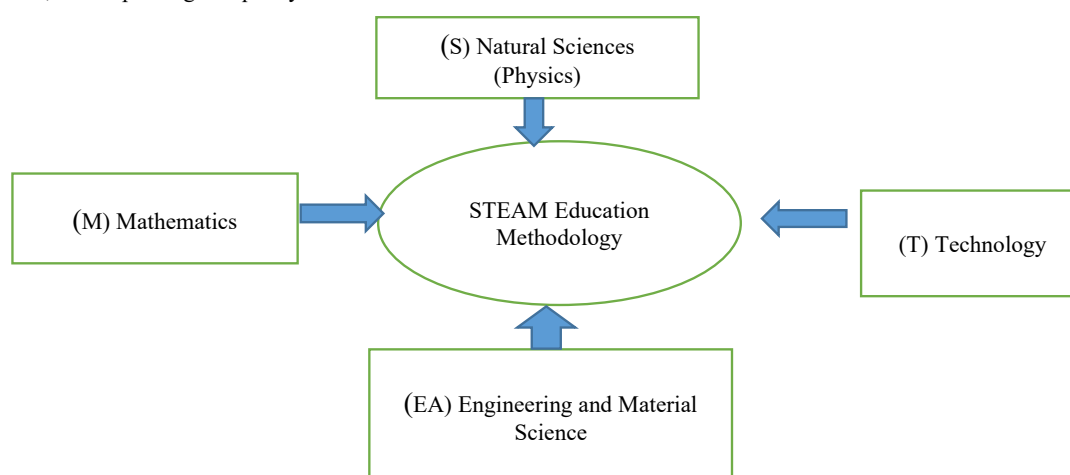 (S) Natural Sciences
(Physics)
(M) Mathematics
STEAM Education
Methodology
(T) Technology
(EA) Engineering and Material
Science